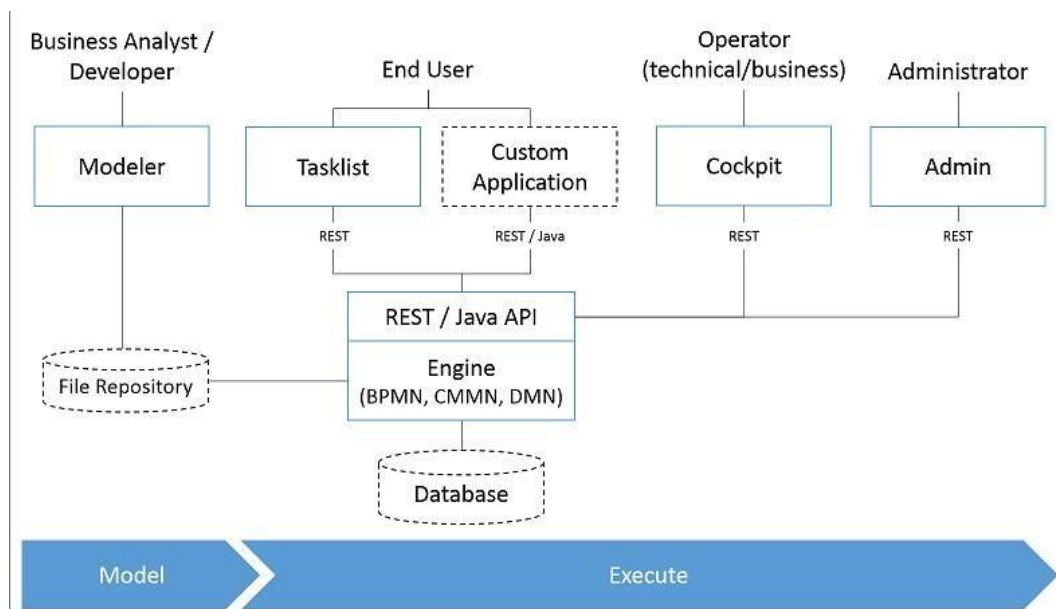 Business Analyst /
Developer
End User
Operator
(technical/business)
Administrator
Modeler
Tasklist
Custom
Application
Cockpit
Admin
REST
REST / Java
REST
REST
REST / Java API
Engine
(BPMN, CMMN, DMN)
File Repository
Database
Model
Execute